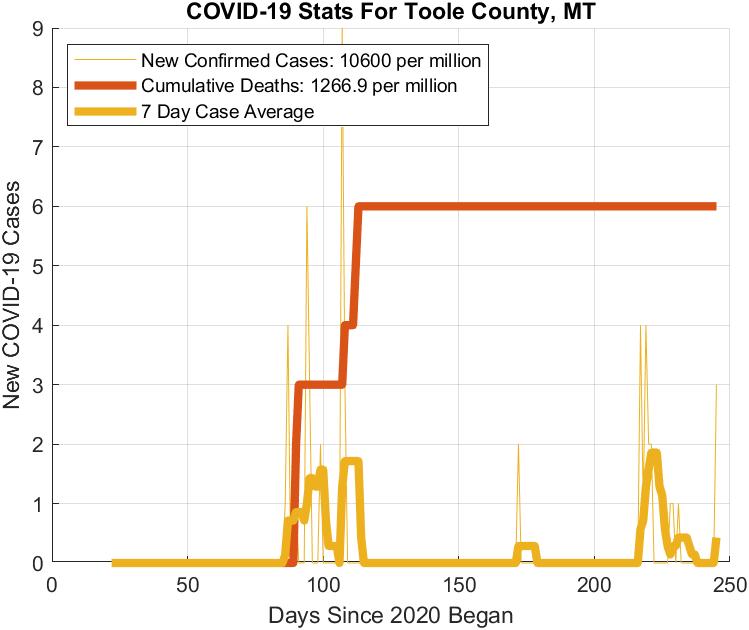 COVID-19 Stats For Toole County, MT
New Confirmed Cases: 10600 per million
Cumulative Deaths: 1266.9 per million
7 Day Case Average
New COVID-19 Cases
9
8
7
6
5
4
3
2
1
0
0 50 100 150 200 250
Days Since 2020 Began